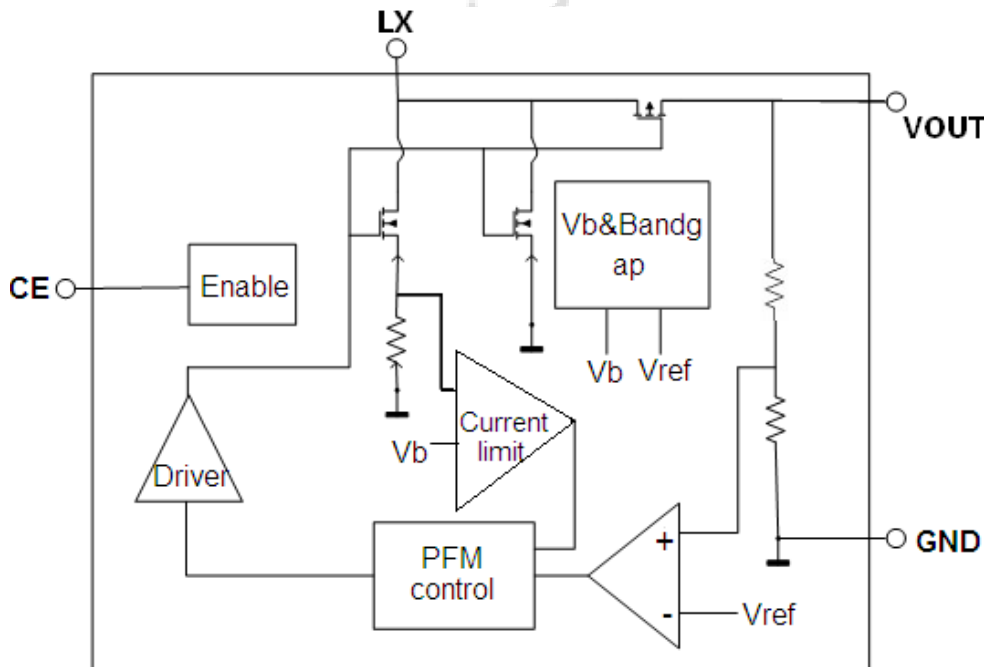 LX
VOUT
Vb&Bandg
ap
CE
Enable
Vb
Vref
Current
limit
Vb
Driver
PFM
control
+
-
Vref
GND